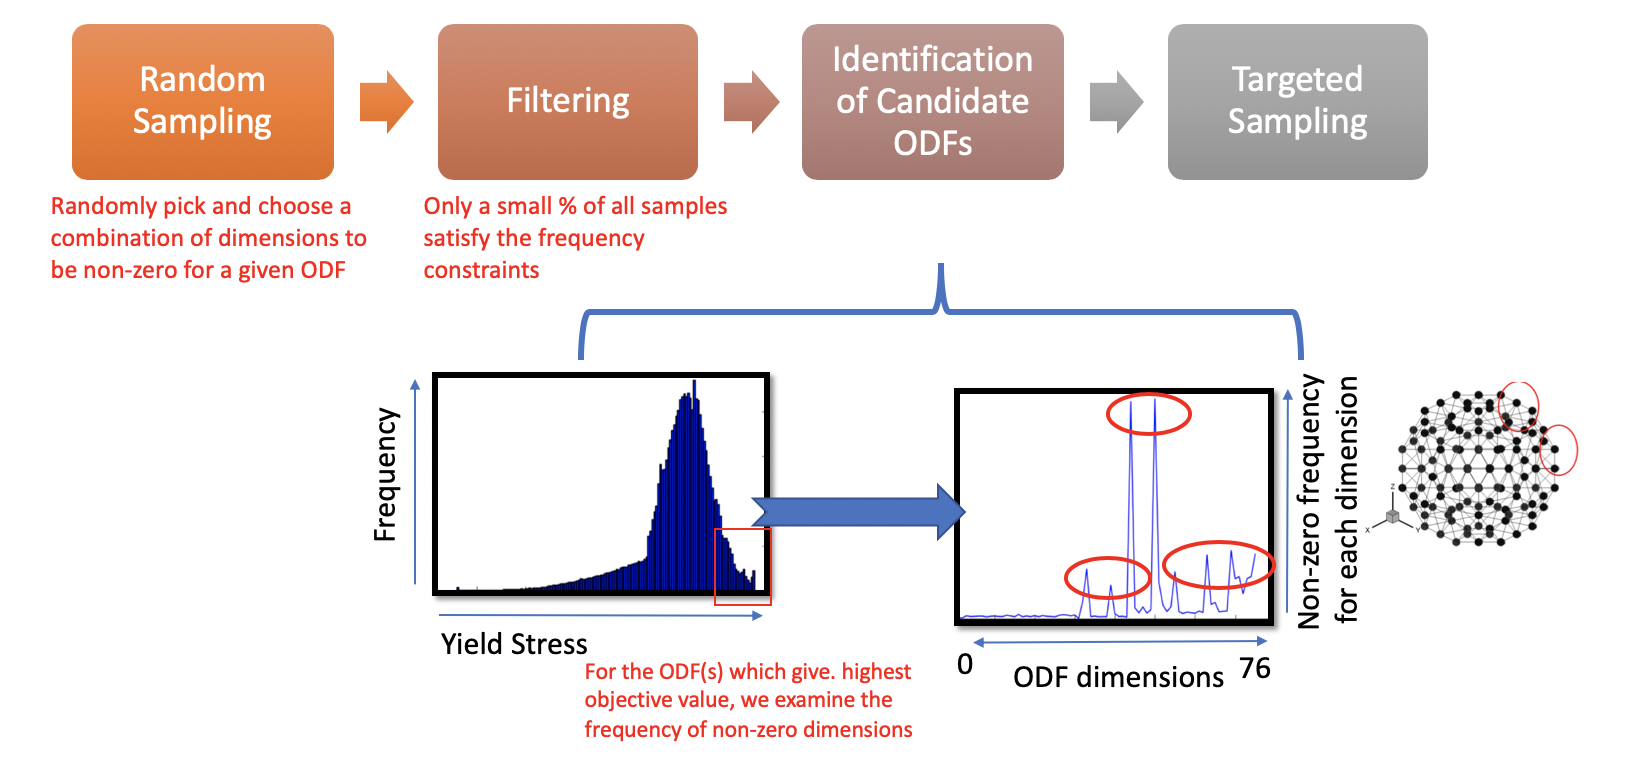 Random
Sampling
Filtering
Identification
of Candidate
ODFs
Targeted
Sampling
Randomly pick and choose a
combination of dimensions to
be non-zero for a given ODF
Only a small % of all samples
satisfy the frequency
constraints
Frequency
Yield Stress
For the ODF(s) which give. highest
objective value, we examine the
frequency of non-zero dimensions
0
ODF dimensions
76
Non-zero frequency
for each dimension
Z
X
Y